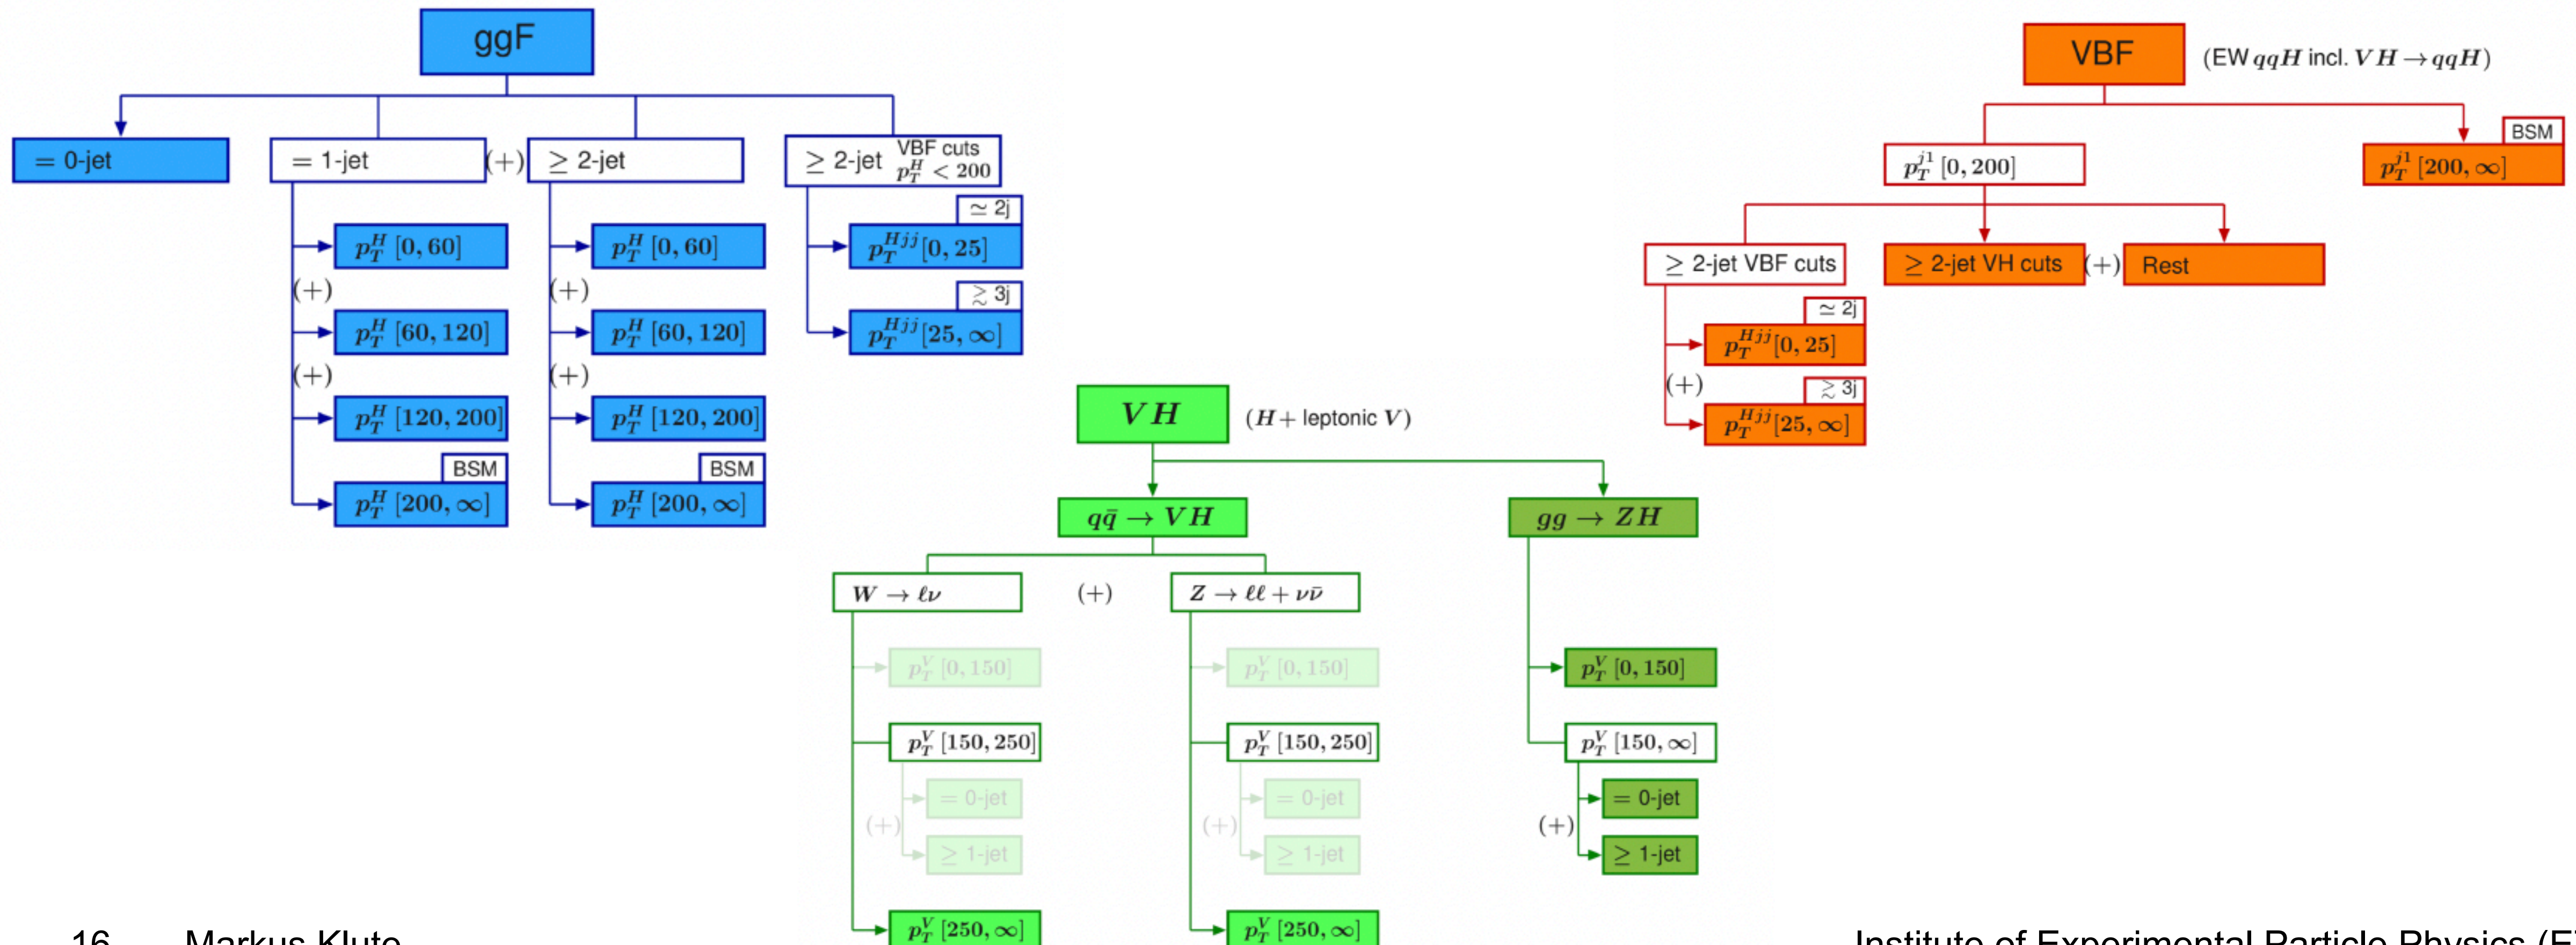 ggF
= 0-jet
= 1-jet
(+)
≥ 2-jet
≥ 2-jet VBF cuts
p_T^H < 200
p_T^H [0, 60]
(+)
p_T^H [60, 120]
(+)
p_T^H [120, 200]
BSM
p_T^H [200, ∞]
p_T^H [0, 60]
(+)
p_T^H [60, 120]
(+)
p_T^H [120, 200]
BSM
p_T^H [200, ∞]
≃ 2j
p_T^{Hjj} [0, 25]
≳ 3j
p_T^{Hjj} [25, ∞]
VBF
(EW qqH incl. VH → qqH)
p_T^{j1} [0, 200]
BSM
p_T^{j1} [200, ∞]
≥ 2-jet VBF cuts
≥ 2-jet VH cuts
(+)
Rest
≃ 2j
p_T^{Hjj} [0, 25]
(+)
≳ 3j
p_T^{Hjj} [25, ∞]
VH
(H+ leptonic V)
qq̄ → VH
gg → ZH
W → ℓν
(+)
Z → ℓℓ + νν̄
p_T^V [0, 150]
p_T^V [150, 250]
= 0-jet
(+)
≥ 1-jet
p_T^V [250, ∞]
p_T^V [0, 150]
p_T^V [150, 250]
= 0-jet
(+)
≥ 1-jet
p_T^V [250, ∞]
p_T^V [0, 150]
p_T^V [150, ∞]
= 0-jet
(+)
≥ 1-jet
16
Markus Klute
Institute of Experimental Particle Physics (E